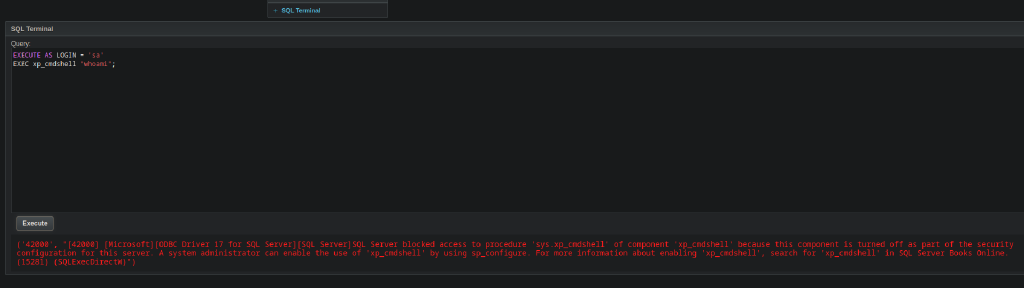 + SQL Terminal
SQL Terminal
Query:
EXECUTE AS LOGIN = 'sa'
EXEC xp_cmdshell "whoami";
Execute
('42000', "[42000] [Microsoft][ODBC Driver 17 for SQL Server][SQL Server]SQL Server blocked access to procedure 'sys.xp_cmdshell' of component 'xp_cmdshell' because this component is turned off as part of the security
configuration for this server. A system administrator can enable the use of 'xp_cmdshell' by using sp_configure. For more information about enabling 'xp_cmdshell', search for 'xp_cmdshell' in SQL Server Books Online.
(15281) (SQLExecDirectW)")